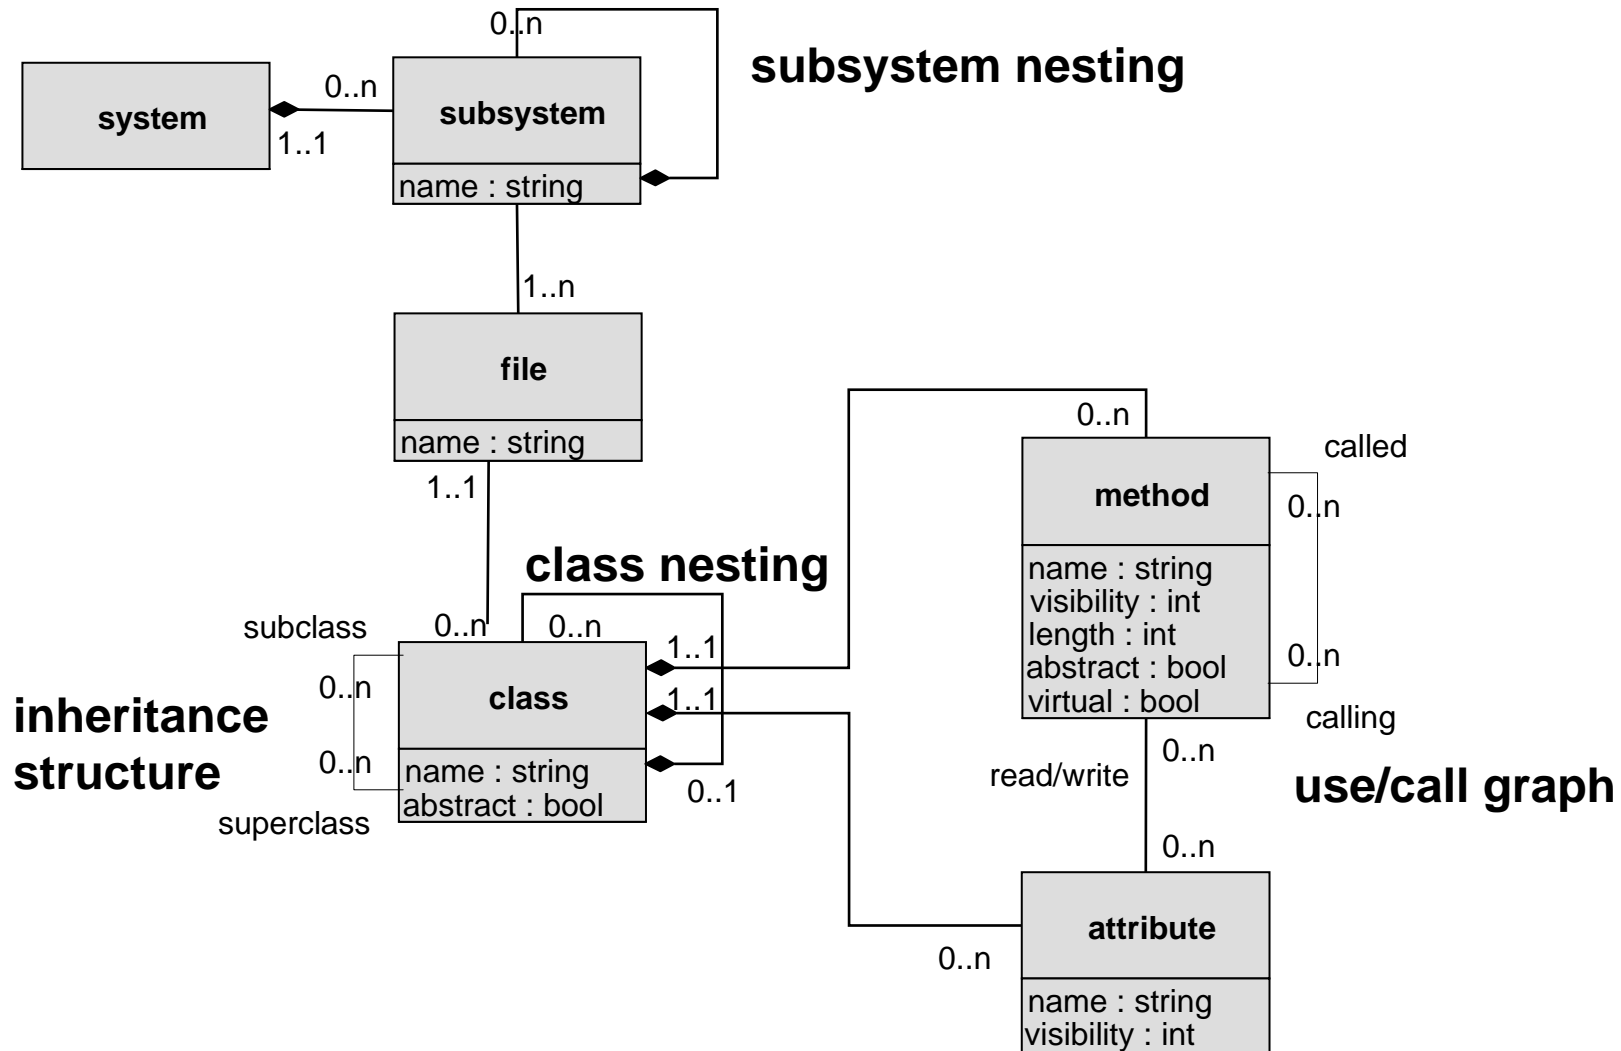 0..n
subsystem nesting
system
0..n
1..1
subsystem
name : string
1..n
file
name : string
1..1
0..n
called
method
0..n
name : string
visibility : int
length : int
abstract : bool
virtual : bool
0..n
calling
class nesting
subclass
0..n
0..n
1..1
0..n
class
1..1
inheritance
structure
0..n
name : string
abstract : bool
0..1
superclass
0..n
read/write
use/call graph
0..n
attribute
0..n
name : string
visibility : int